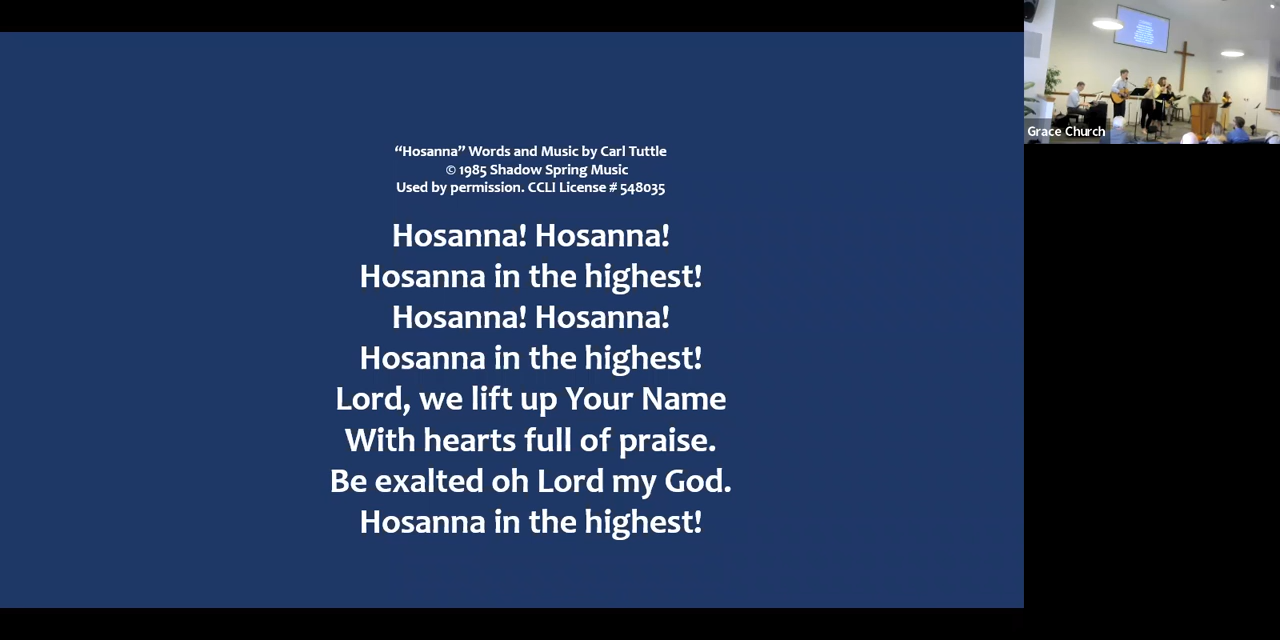 “Hosanna” Words and Music by Carl Tuttle
© 1985 Shadow Spring Music
Used by permission. CCLI License # 548035
Hosanna! Hosanna!
Hosanna in the highest!
Hosanna! Hosanna!
Hosanna in the highest!
Lord, we lift up Your Name
With hearts full of praise.
Be exalted oh Lord my God.
Hosanna in the highest!
Grace Church